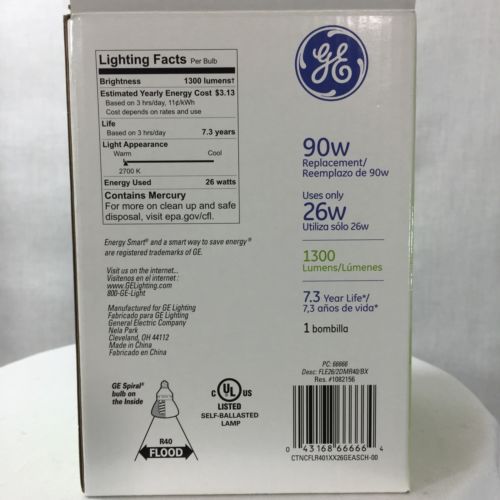 Lighting Facts Per Bulb
Brightness 1300 lumens†
Estimated Yearly Energy Cost $3.13
Based on 3 hrs/day, 11¢/kWh
Cost depends on rates and use
Life
Based on 3 hrs/day 7.3 years
Light Appearance
Warm Cool
2700 K
Energy Used 26 watts
Contains Mercury
For more on clean up and safe
disposal, visit epa.gov/cfl.
Energy Smart® and a smart way to save energy®
are registered trademarks of GE.
Visit us on the internet...
Visitenos en el internet :
www.GELighting.com
800-GE-Light
Manufactured for GE Lighting
Fabricado para GE Lighting
General Electric Company
Nela Park
Cleveland, OH 44112
Made in China
Fabricado en China
GE Spiral®
bulb on
the Inside
R40
FLOOD
C UL US
LISTED
SELF-BALLASTED
LAMP
GE
90w
Replacement/
Reemplazo de 90w
Uses only
26w
Utiliza sólo 26w
1300
Lumens/Lúmenes
7.3 Year Life*/
7,3 años de vida*
1 bombilla
PC: 66666
Desc: FLE26/2DMR40/BX
Res. #1082156
0 43168 66666 4
CTNCFLR401XX26GEASCH-00